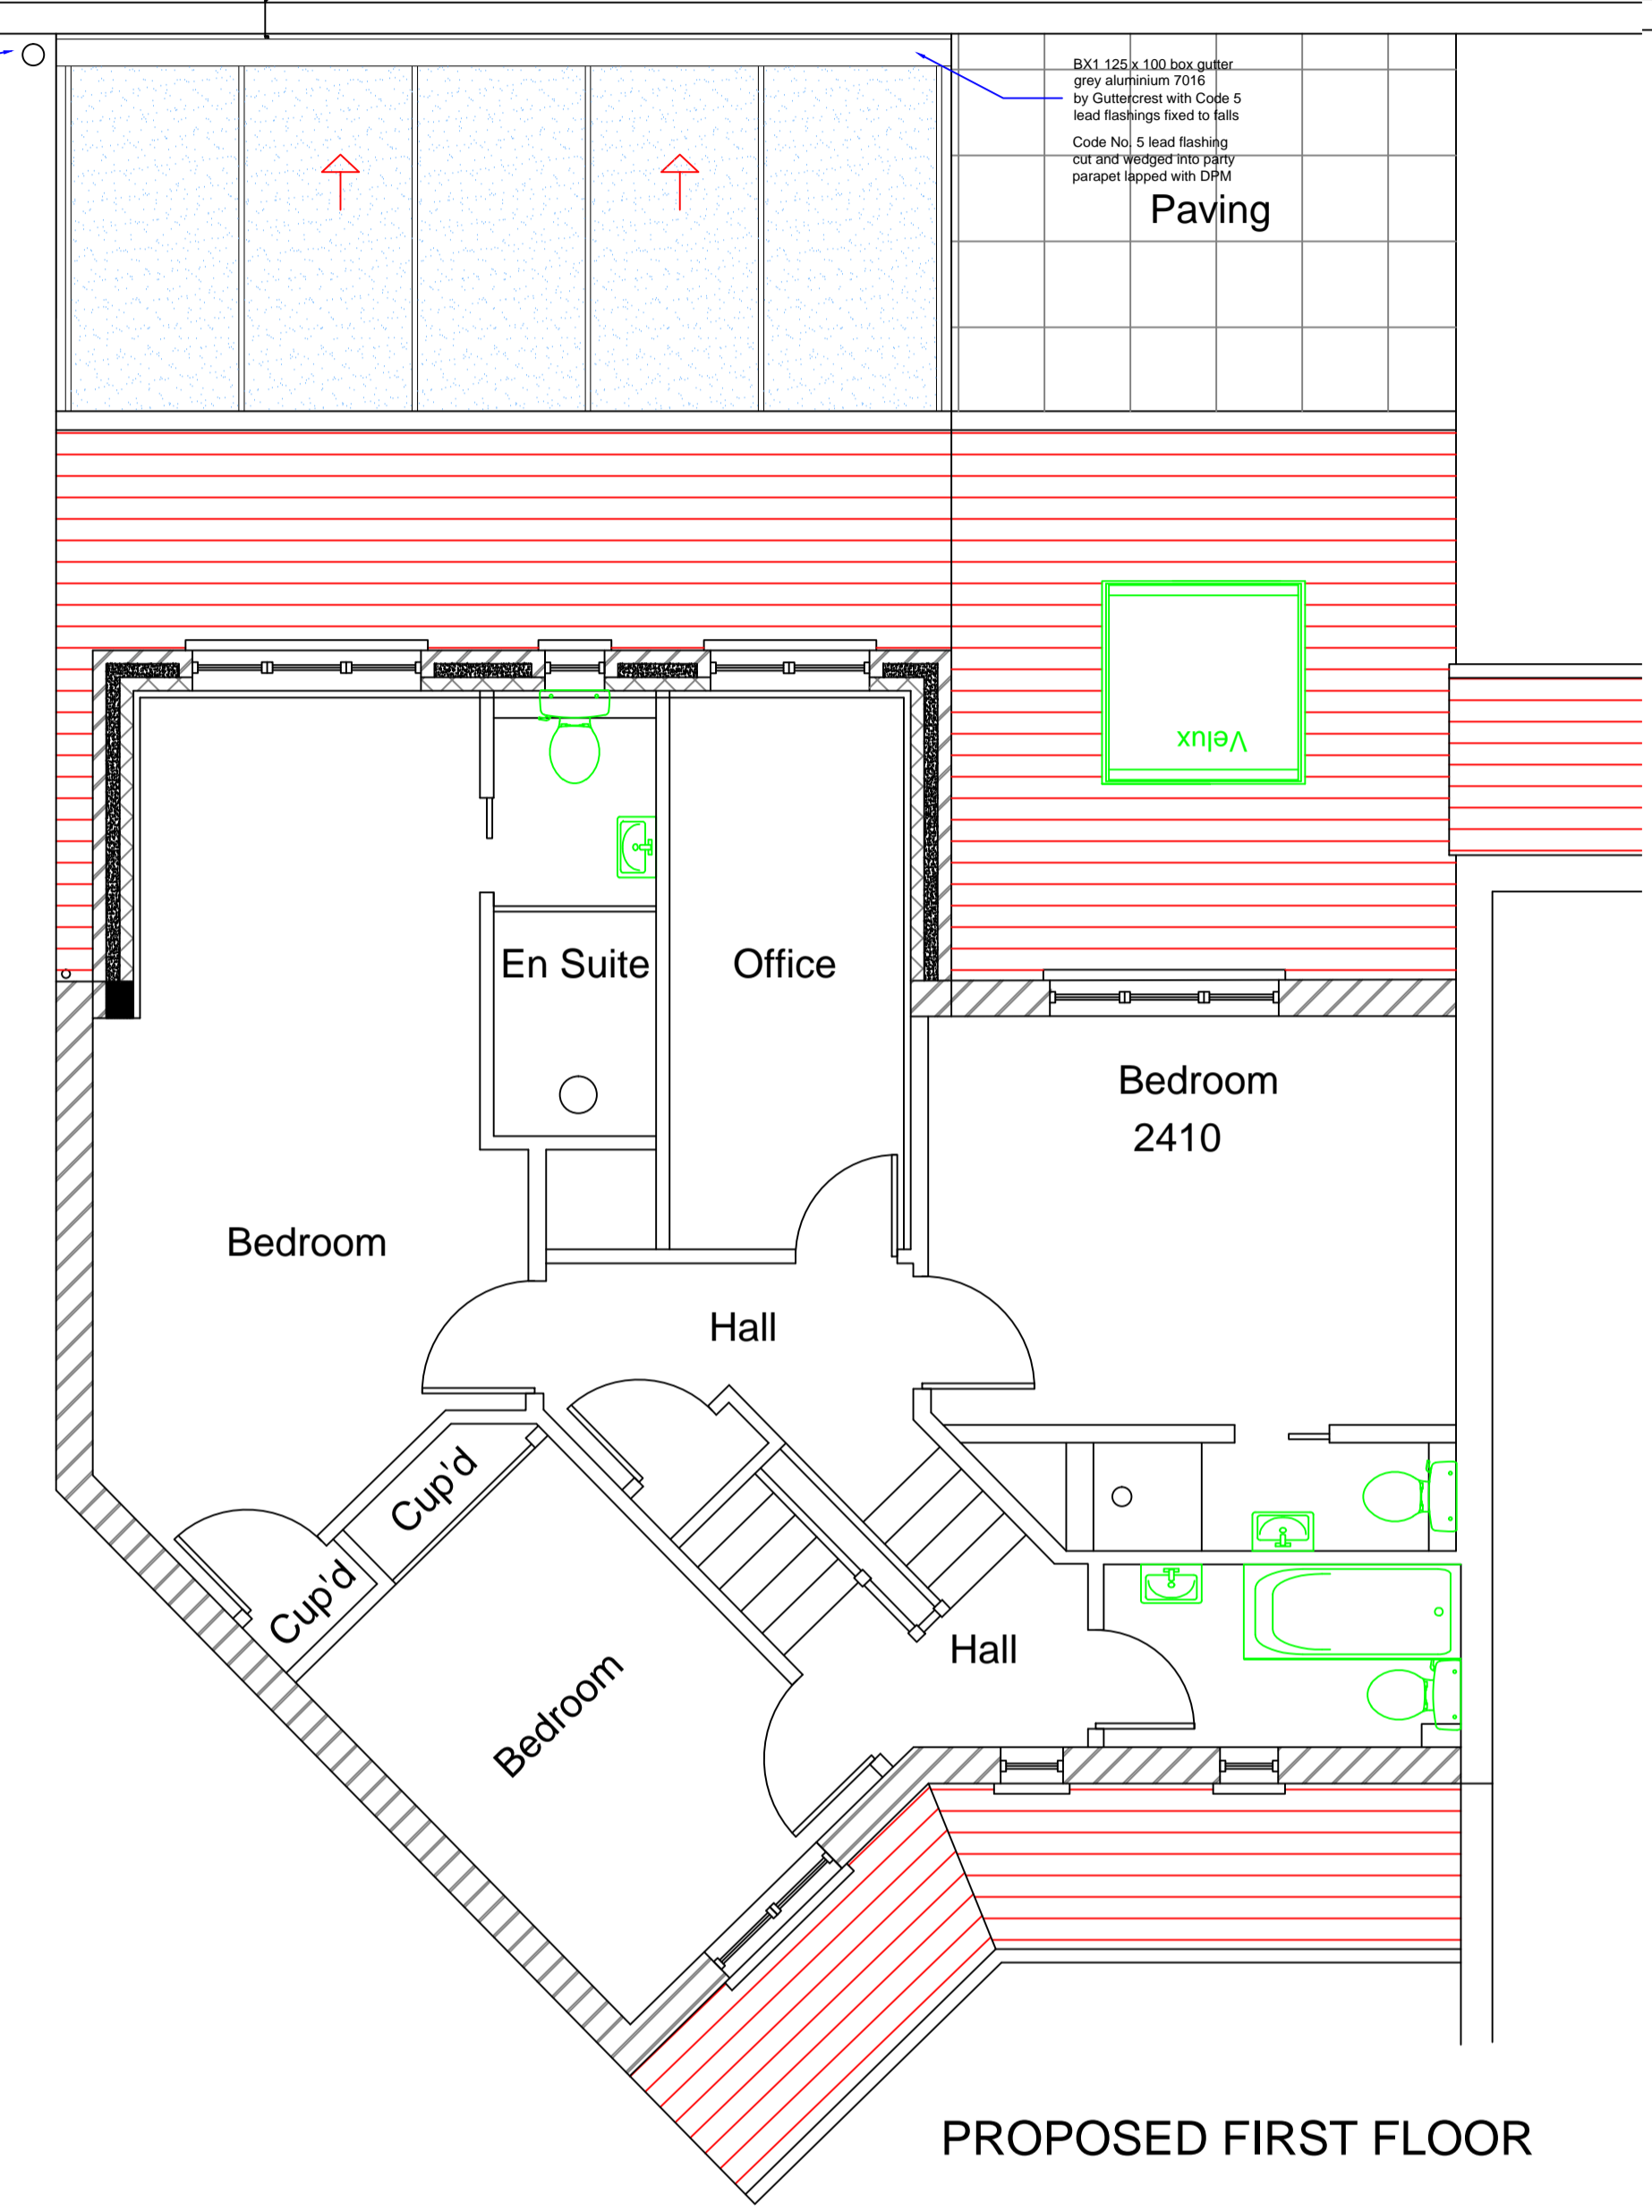 BX1 125 x 100 box gutter
grey aluminium 7016
by Guttercrest with Code 5
lead flashings fixed to falls
Code No. 5 lead flashing
cut and wedged into party
parapet lapped with DPM
Paving
Velux
En Suite
Office
Bedroom
2410
Bedroom
Hall
Cup'd
Cup'd
Hall
Bedroom
PROPOSED FIRST FLOOR